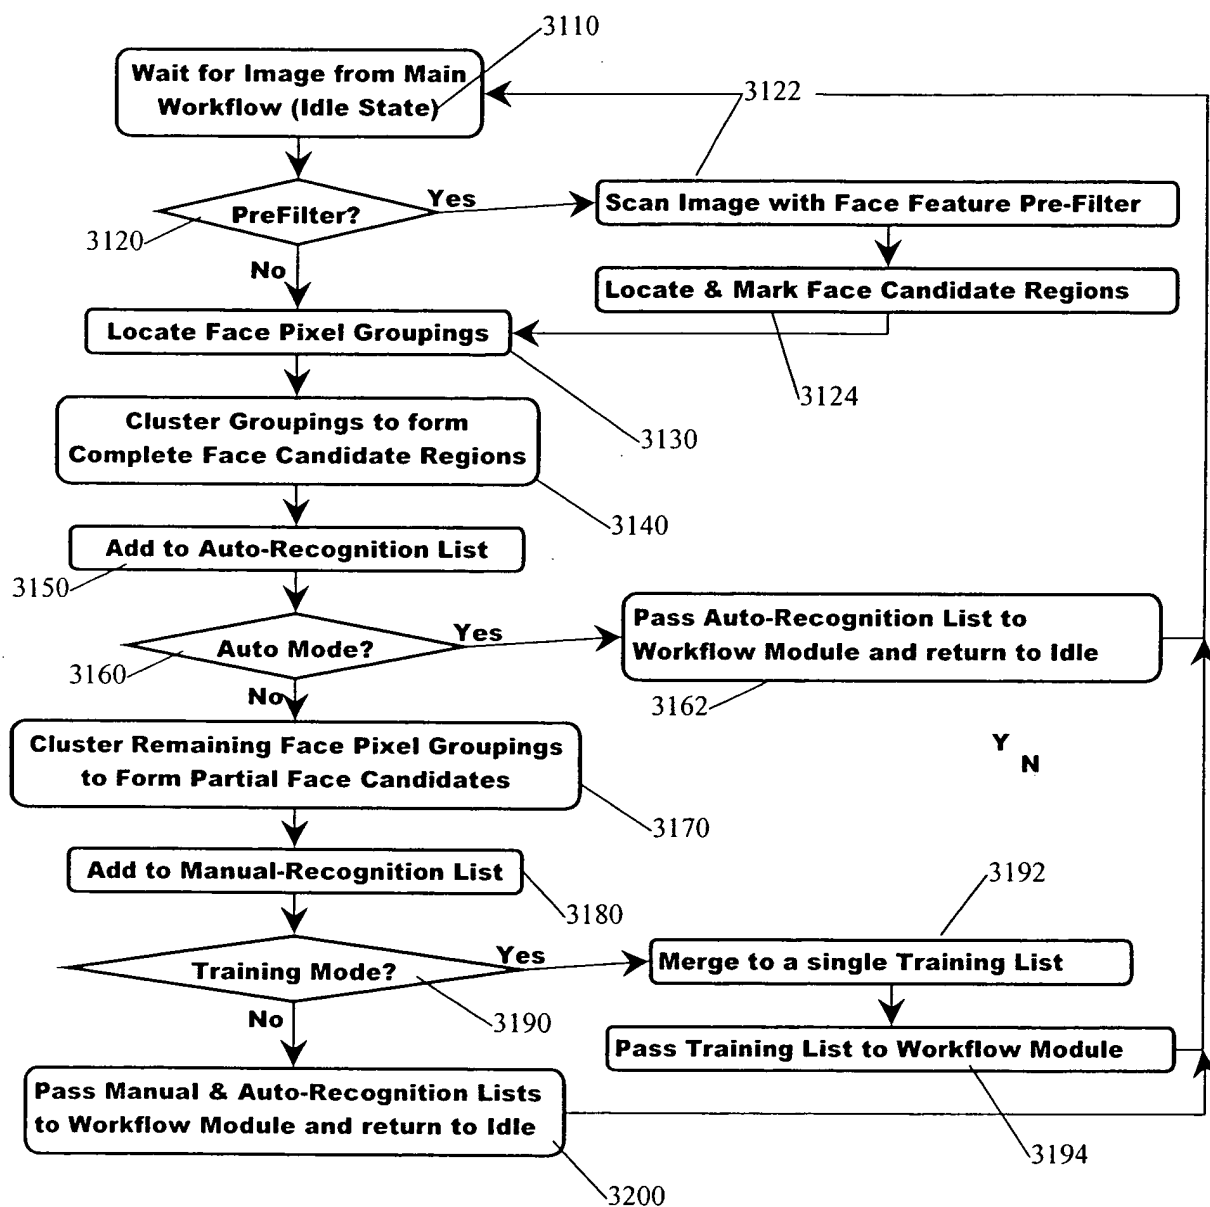 3110
Wait for Image from Main
Workflow (Idle State)
3122
PreFilter?
Yes
3120
Scan Image with Face Feature Pre-Filter
No
Locate & Mark Face Candidate Regions
Locate Face Pixel Groupings
3124
3130
Cluster Groupings to form
Complete Face Candidate Regions
3140
Add to Auto-Recognition List
3150
Auto Mode?
Yes
3160
Pass Auto-Recognition List to
Workflow Module and return to Idle
3162
No
Cluster Remaining Face Pixel Groupings
to Form Partial Face Candidates
Y
N
3170
Add to Manual-Recognition List
3180
3192
Training Mode?
Yes
3190
Merge to a single Training List
No
Pass Training List to Workflow Module
Pass Manual & Auto-Recognition Lists
to Workflow Module and return to Idle
3194
3200